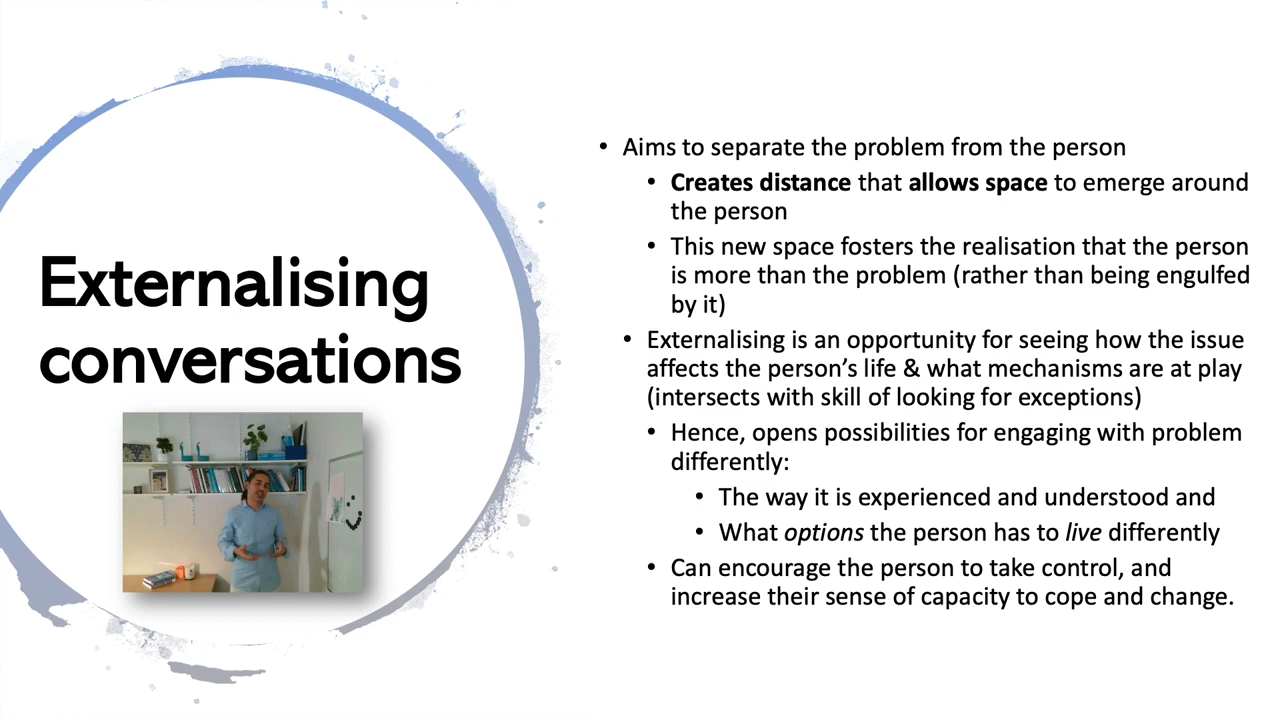 Externalising
conversations
• Aims to separate the problem from the person
• Creates distance that allows space to emerge around
the person
• This new space fosters the realisation that the person
is more than the problem (rather than being engulfed
by it)
• Externalising is an opportunity for seeing how the issue
affects the person’s life & what mechanisms are at play
(intersects with skill of looking for exceptions)
• Hence, opens possibilities for engaging with problem
differently:
• The way it is experienced and understood and
• What options the person has to live differently
• Can encourage the person to take control, and
increase their sense of capacity to cope and change.